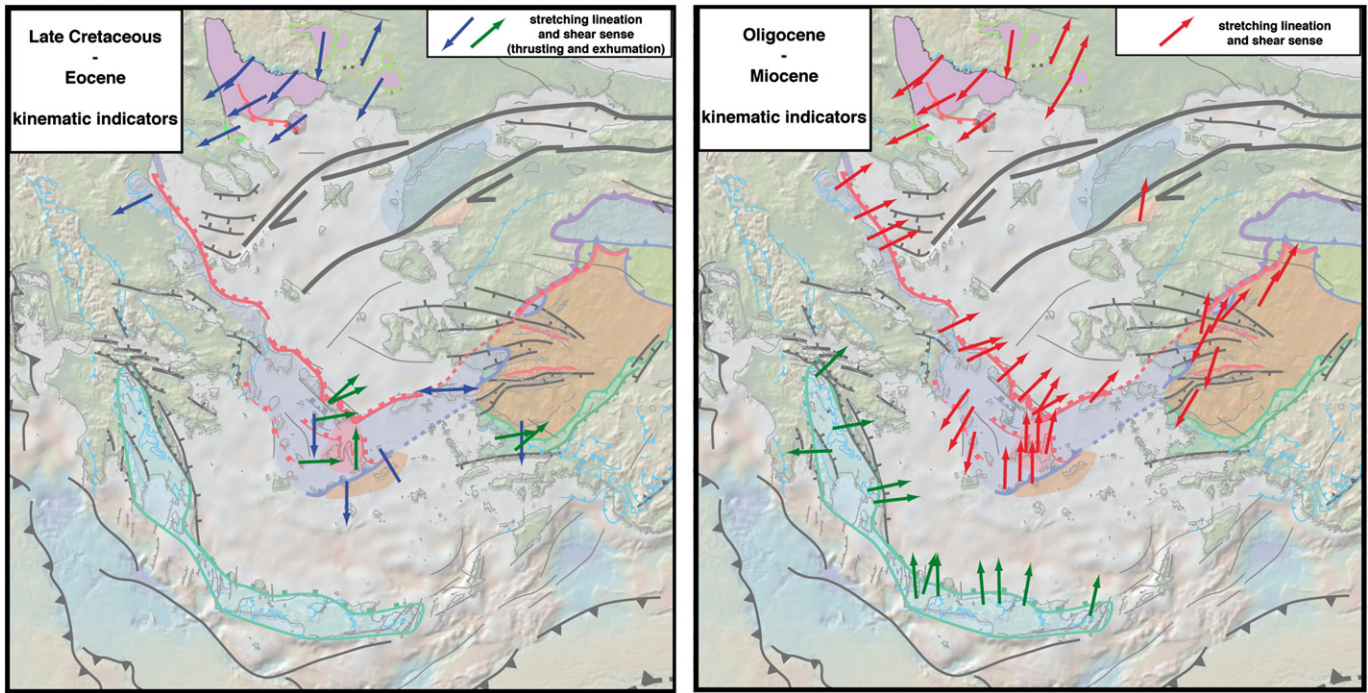 Late Cretaceous
-
Eocene
kinematic indicators
stretching lineation
and shear sense
(thrusting and exhumation)
Oligocene
-
Miocene
kinematic indicators
stretching lineation
and shear sense